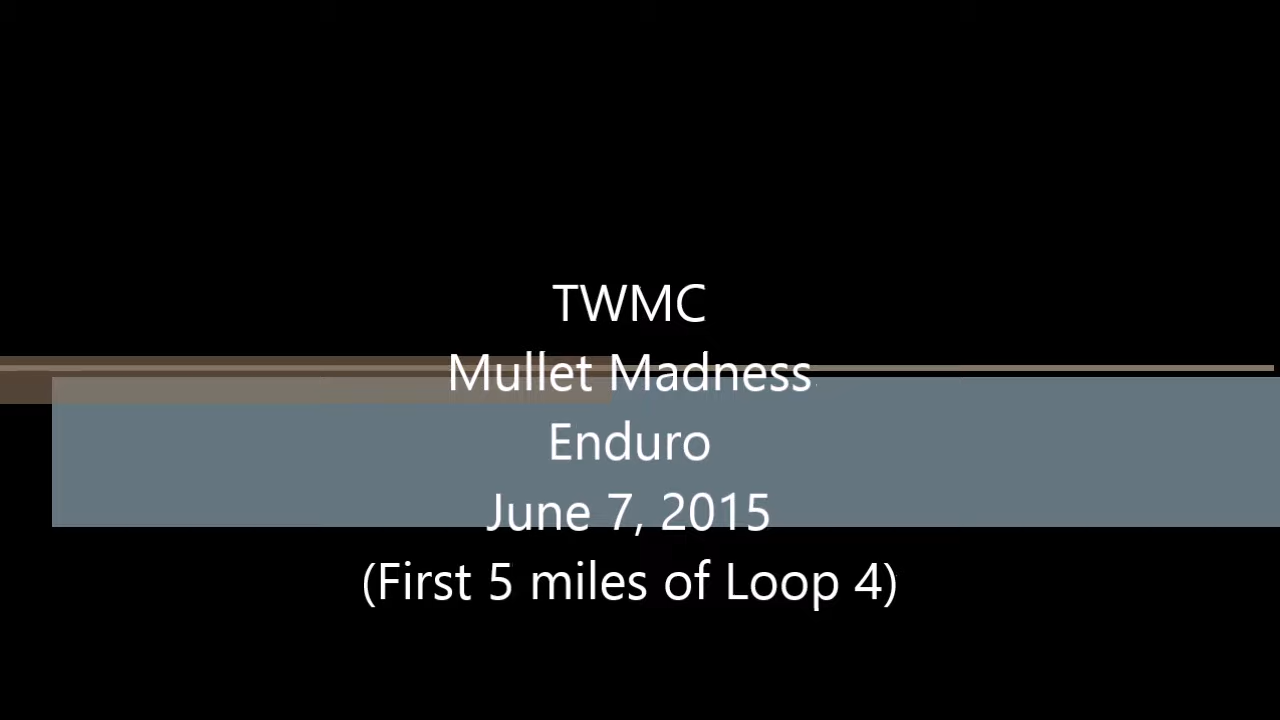 TWMC
Mullet Madness
Enduro
June 7, 2015
(First 5 miles of Loop 4)